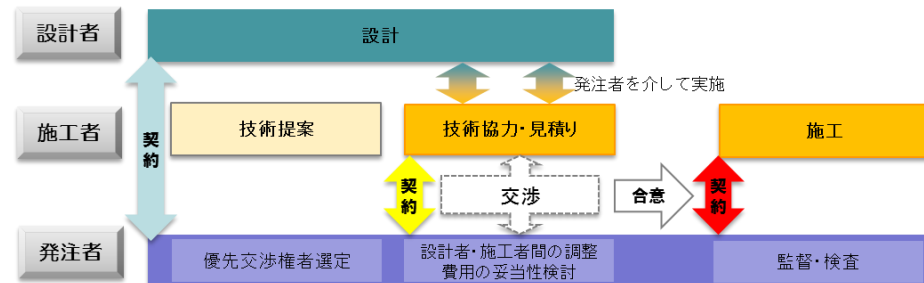 設計者
設計
発注者を介して実施
施工者
契約
技術提案
技術協力・見積り
施工
契約
交渉
合意
契約
発注者
優先交渉権者選定
設計者・施工者間の調整
費用の妥当性検討
監督・検査